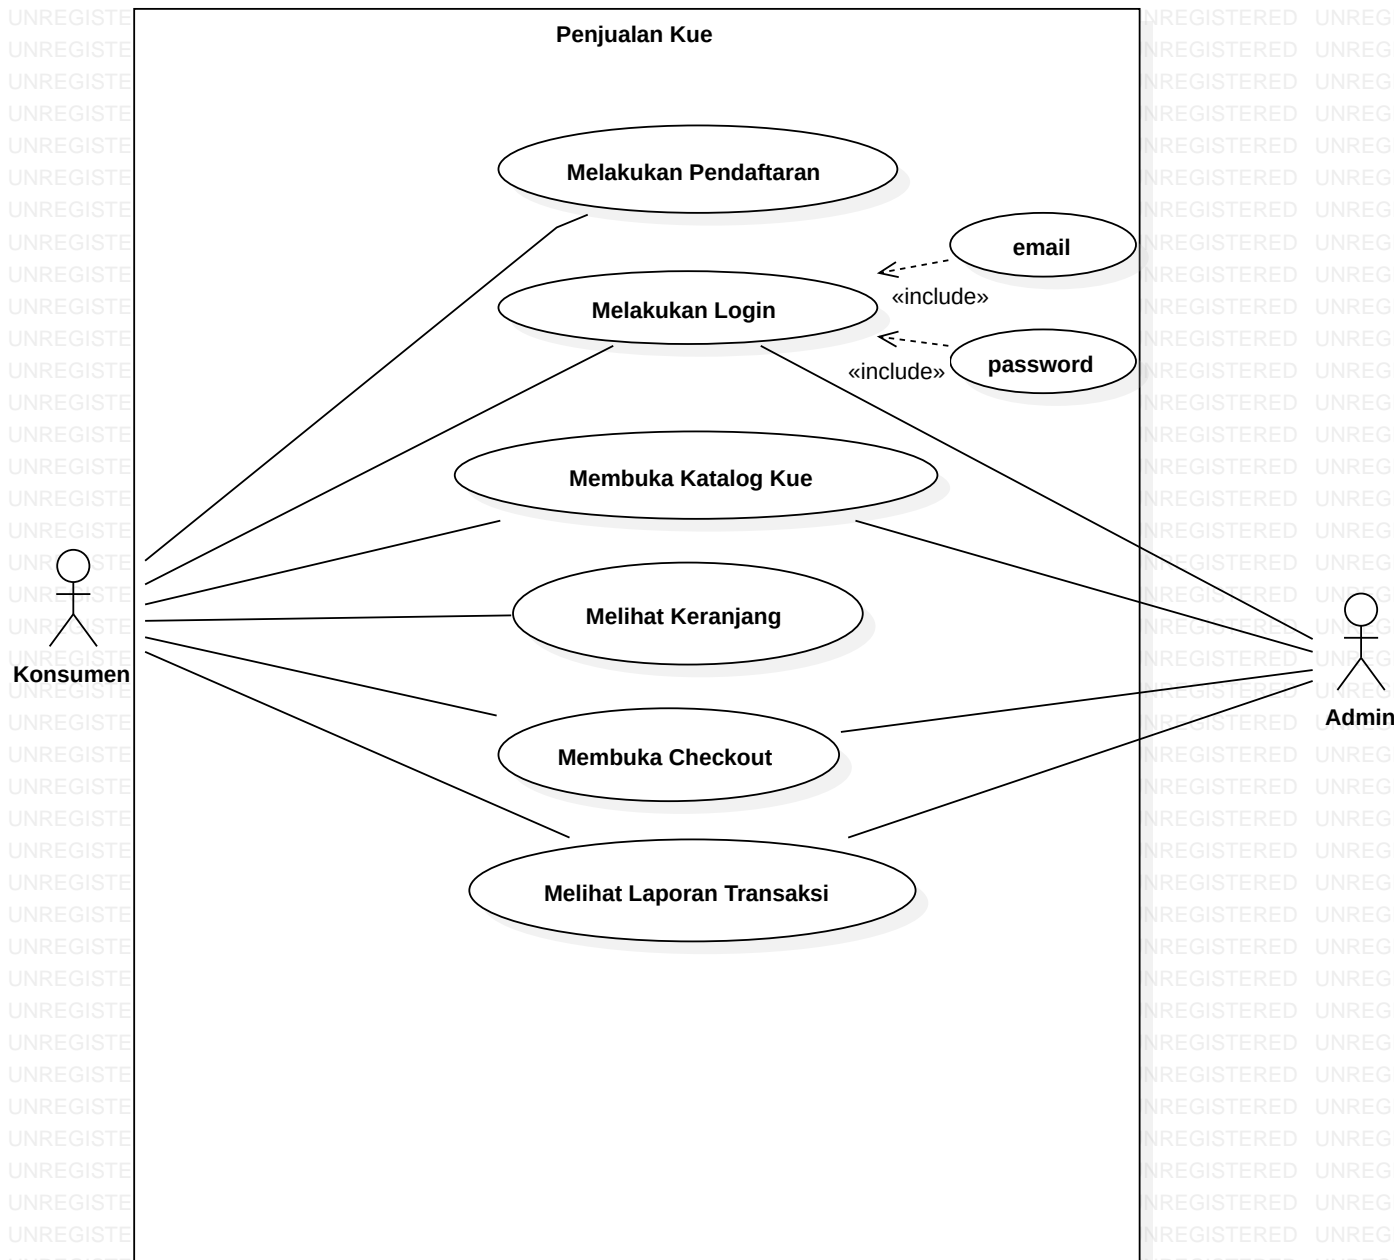 Penjualan Kue
Melakukan Pendaftaran
email
«include»
Melakukan Login
password
«include»
Membuka Katalog Kue
Melihat Keranjang
Konsumen
Admin
Membuka Checkout
Melihat Laporan Transaksi